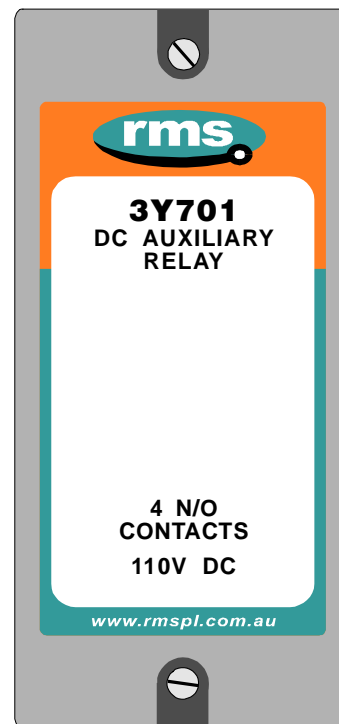 rms
3Y701
DC AUXILIARY
RELAY
4 N/O
CONTACTS
110V DC
www.rmspl.com.au